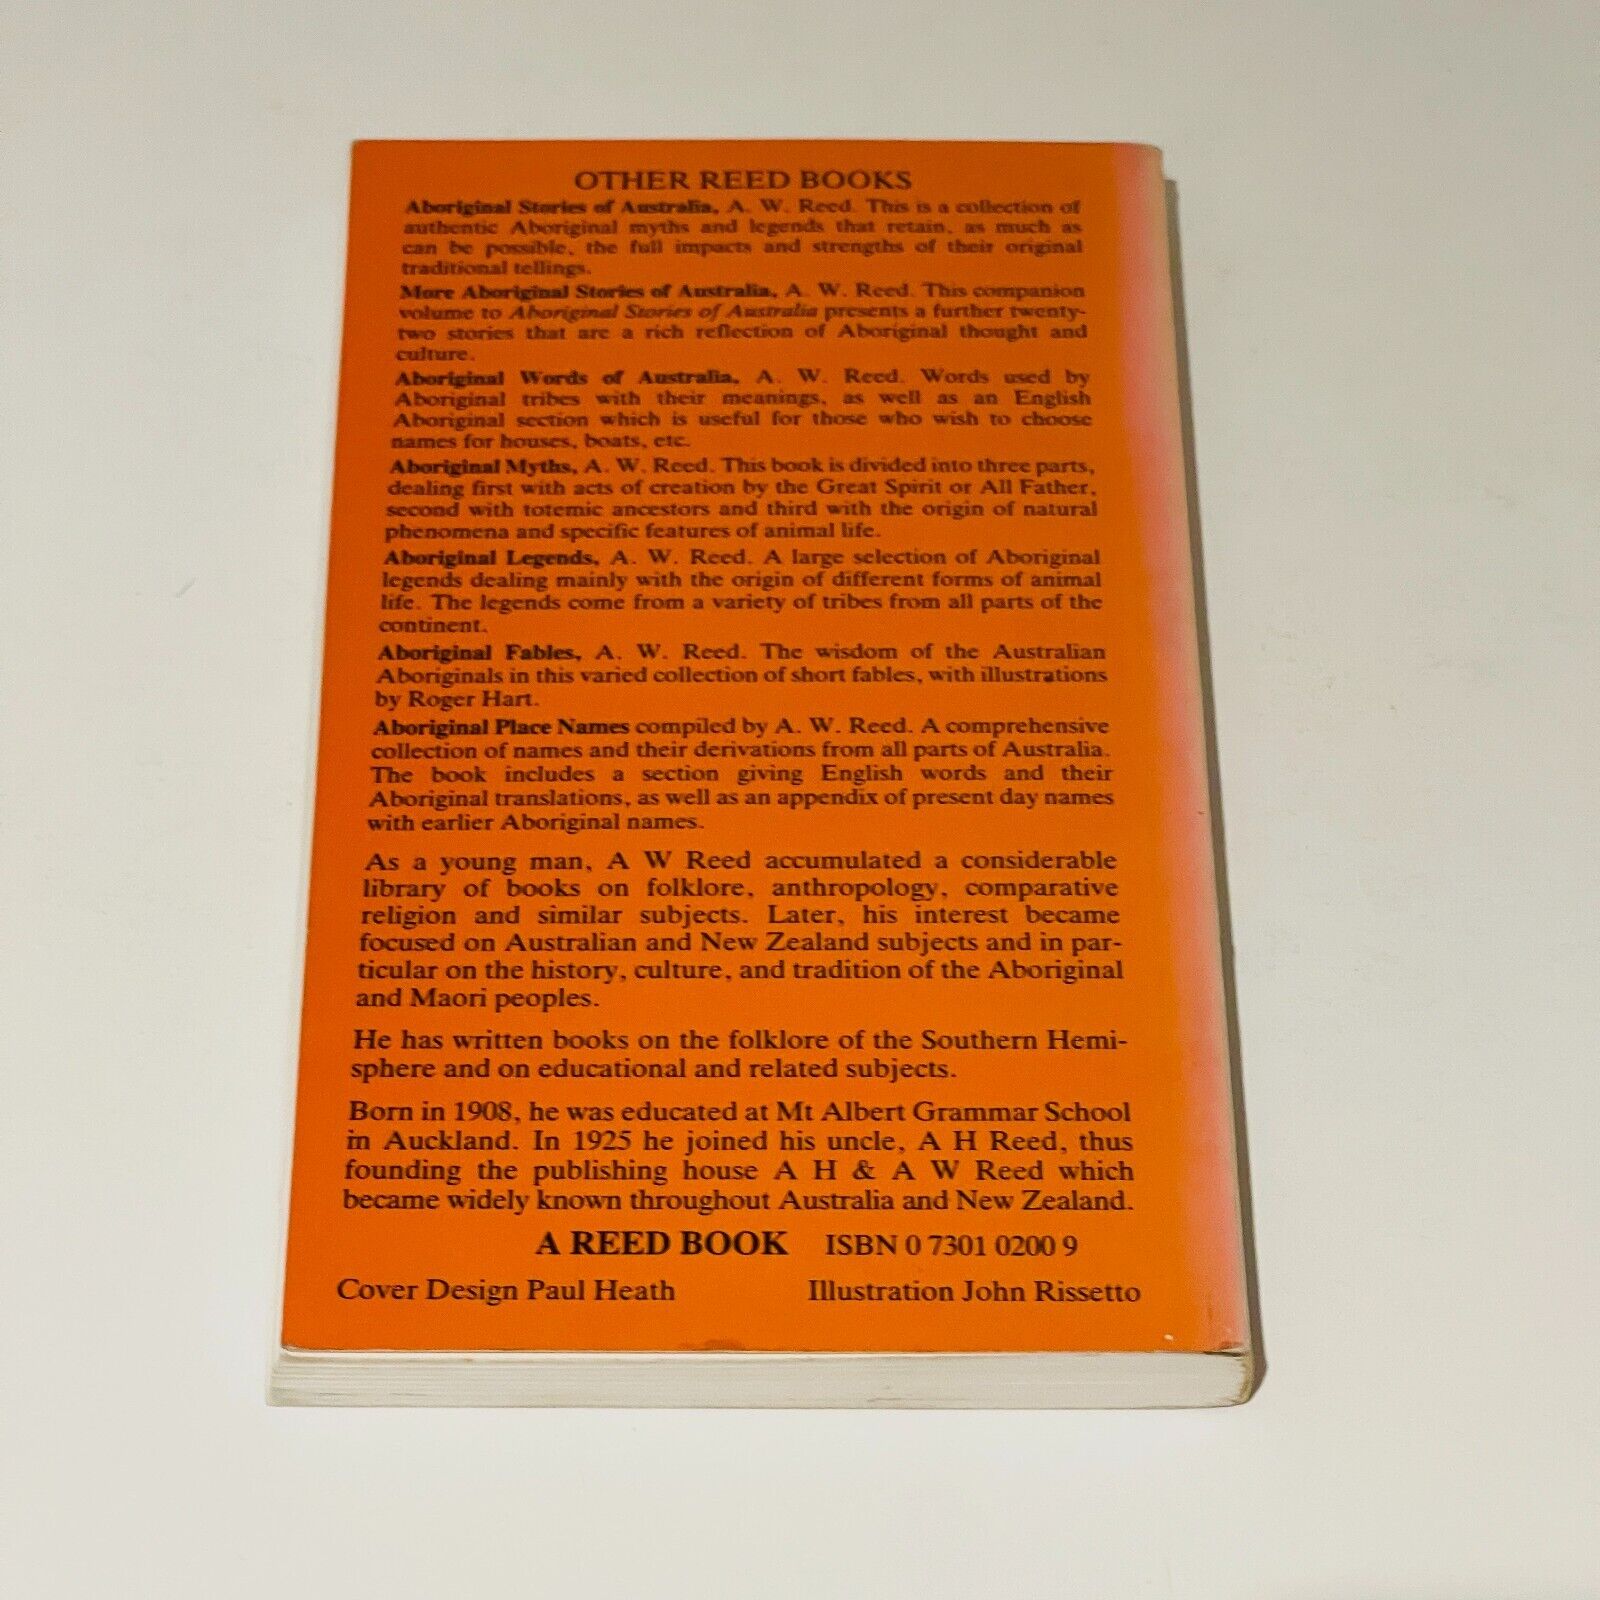 OTHER REED BOOKS
Aboriginal Stories of Australia, A. W. Reed. This is a collection of
authentic Aboriginal myths and legends that retain, as much as
can be possible, the full impacts and strengths of their original
traditional tellings.
More Aboriginal Stories of Australia, A. W. Reed. This companion
volume to Aboriginal Stories of Australia presents a further twenty-
two stories that are a rich reflection of Aboriginal thought and
culture.
Aboriginal Words of Australia, A. W. Reed. Words used by
Aboriginal tribes with their meanings, as well as an English
Aboriginal section which is useful for those who wish to choose
names for houses, boats, etc.
Aboriginal Myths, A. W. Reed. This book is divided into three parts,
dealing first with acts of creation by the Great Spirit or All Father,
second with totemic ancestors and third with the origin of natural
phenomena and specific features of animal life.
Aboriginal Legends, A. W. Reed. A large selection of Aboriginal
legends dealing mainly with the origin of different forms of animal
life. The legends come from a variety of tribes from all parts of the
continent.
Aboriginal Fables, A. W. Reed. The wisdom of the Australian
Aboriginals in this varied collection of short fables, with illustrations
by Roger Hart.
Aboriginal Place Names compiled by A. W. Reed. A comprehensive
collection of names and their derivations from all parts of Australia.
The book includes a section giving English words and their
Aboriginal translations, as well as an appendix of present day names
with earlier Aboriginal names.
As a young man, A W Reed accumulated a considerable
library of books on folklore, anthropology, comparative
religion and similar subjects. Later, his interest became
focused on Australian and New Zealand subjects and in par-
ticular on the history, culture, and tradition of the Aboriginal
and Maori peoples.
He has written books on the folklore of the Southern Hemi-
sphere and on educational and related subjects.
Born in 1908, he was educated at Mt Albert Grammar School
in Auckland. In 1925 he joined his uncle, A H Reed, thus
founding the publishing house A H & A W Reed which
became widely known throughout Australia and New Zealand.
A REED BOOK ISBN 0 7301 0200 9
Cover Design Paul Heath Illustration John Rissetto